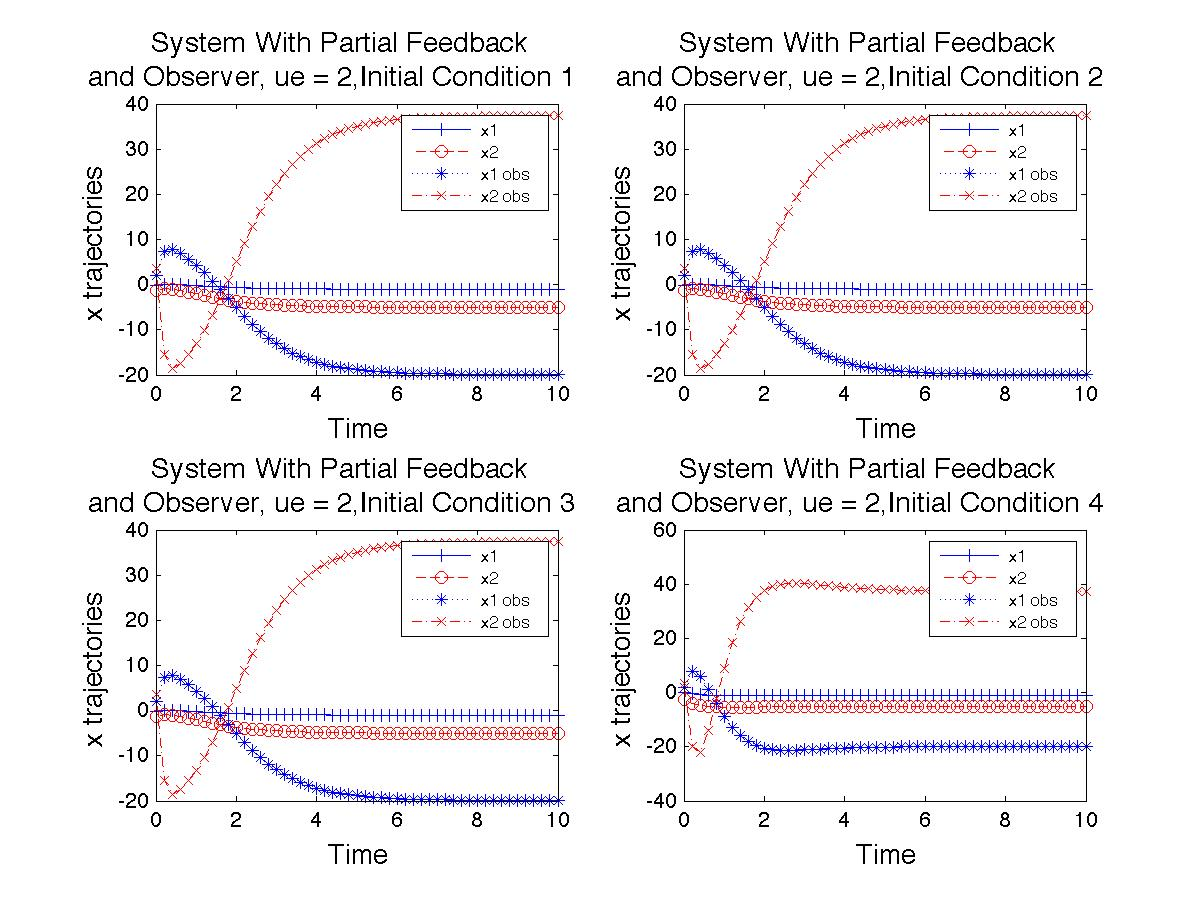 System With Partial Feedback
and Observer, ue = 2,Initial Condition 1
40
30
20
10
0
-10
-20
0 2 4 6 8 10
x trajectories
Time
x1
x2
x1 obs
x2 obs
System With Partial Feedback
and Observer, ue = 2,Initial Condition 2
40
30
20
10
0
-10
-20
0 2 4 6 8 10
x trajectories
Time
x1
x2
x1 obs
x2 obs
System With Partial Feedback
and Observer, ue = 2,Initial Condition 3
40
30
20
10
0
-10
-20
0 2 4 6 8 10
x trajectories
Time
x1
x2
x1 obs
x2 obs
System With Partial Feedback
and Observer, ue = 2,Initial Condition 4
60
40
20
0
-20
-40
0 2 4 6 8 10
x trajectories
Time
x1
x2
x1 obs
x2 obs